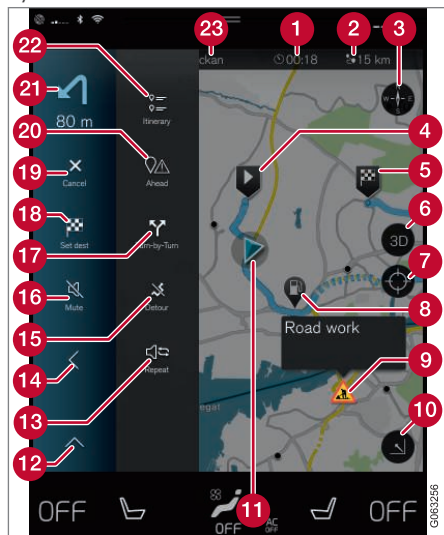 23
1
2
3
ckan
00:18
15 km
22
21
80 m
Itinerary
W
E
4
5
20
19
Cancel
Ahead
18
Set dest
17
Turn-by-Turn
6
3D
7
16
Mute
15
Detour
8
Road work
14
13
Repeat
9
egat
10
12
11
OFF
OFF
AC
OFF
OFF
G063256